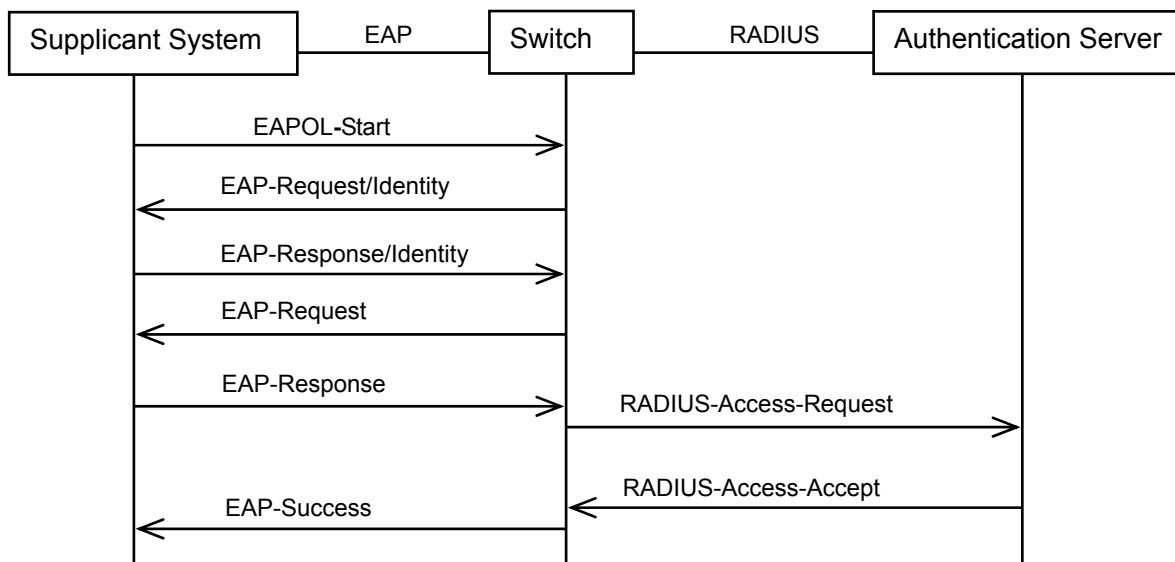 Supplicant System
EAP
Switch
RADIUS
Authentication Server
EAPOL-Start
EAP-Request/Identity
EAP-Response/Identity
EAP-Request
EAP-Response
RADIUS-Access-Request
RADIUS-Access-Accept
EAP-Success